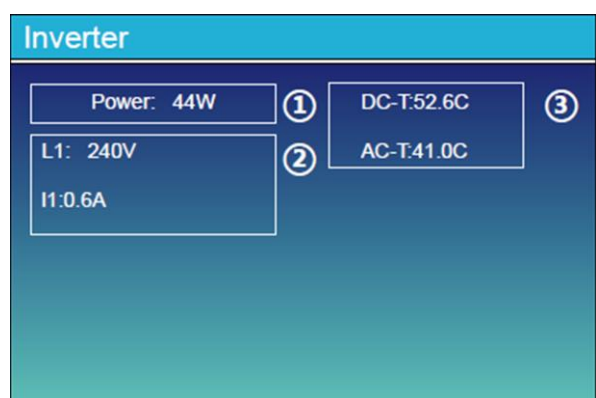 Inverter
Power: 44W
①
L1: 240V
I1:0.6A
②
DC-T:52.6C
AC-T:41.0C
③